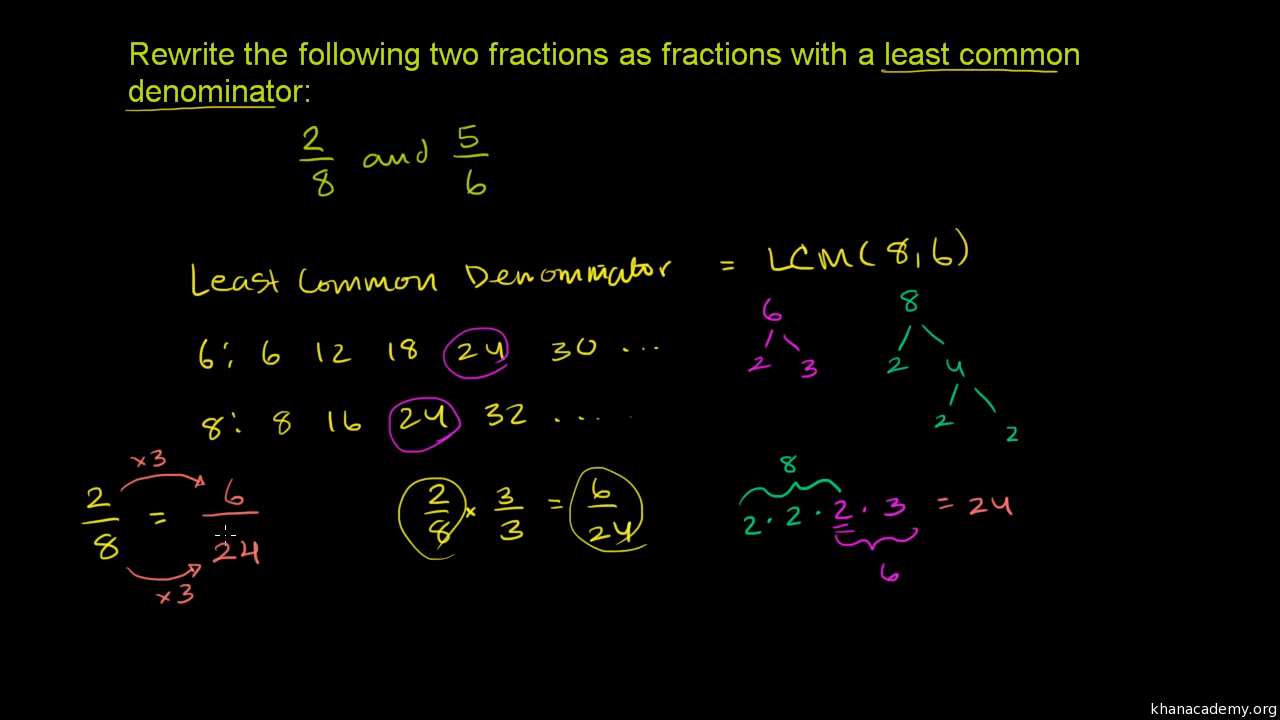 Rewrite the following two fractions as fractions with a least common
denominator:
2/8 and 5/6
Least Common Denominator = LCM(8,6)
6: 6 12 18 24 30 ...
8: 8 16 24 32 ....
6
2 3
8
2 4
2 2
×3
2/8 = 6/24
×3
2/8 × 3/3 = 6/24
8
2·2·2·3 = 24
6
khanacademy.org